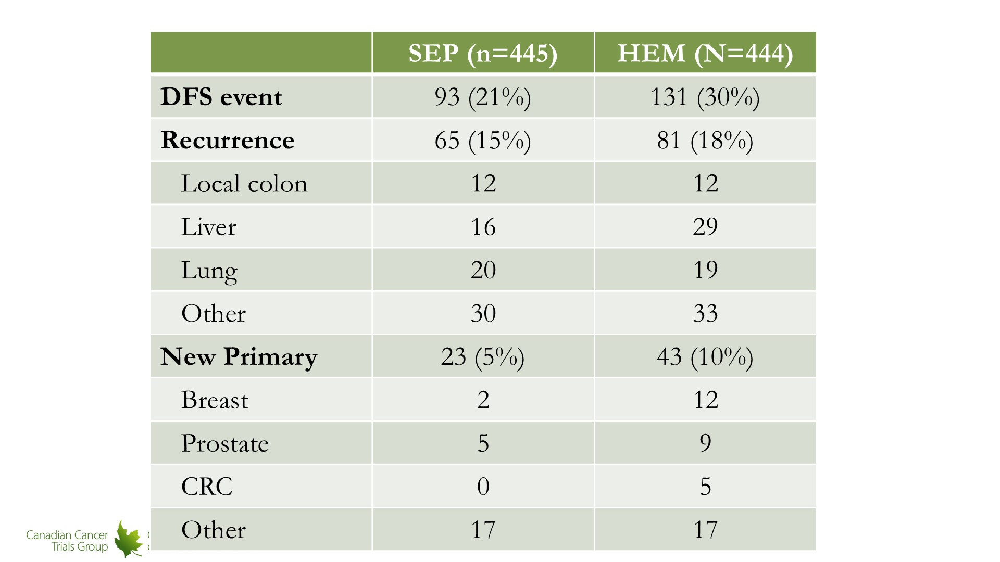 SEP (n=445) HEM (N=444)
DFS event 93 (21%) 131 (30%)
Recurrence 65 (15%) 81 (18%)
Local colon 12 12
Liver 16 29
Lung 20 19
Other 30 33
New Primary 23 (5%) 43 (10%)
Breast 2 12
Prostate 5 9
CRC 0 5
Other 17 17
Canadian Cancer
Trials Group